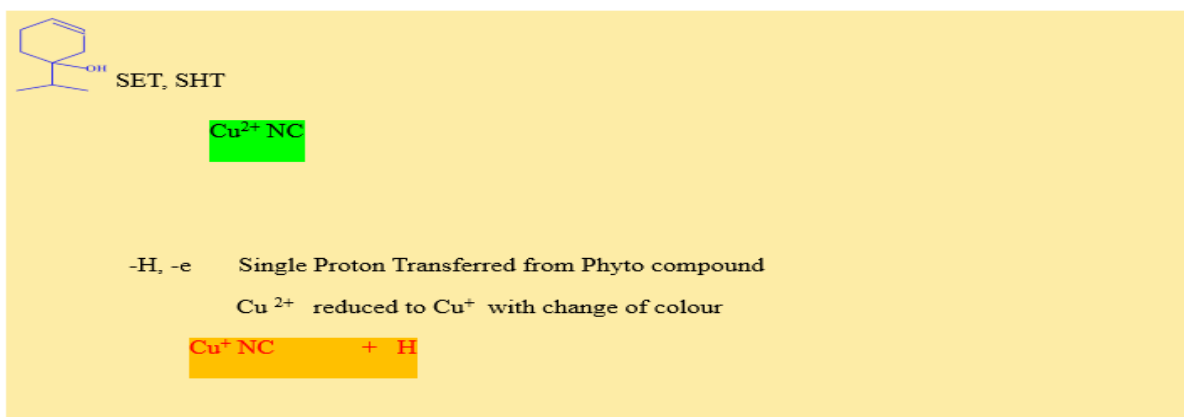 OH
SET, SHT
Cu²⁺ NC
-H, -e Single Proton Transferred from Phyto compound
Cu ²⁺ reduced to Cu⁺ with change of colour
Cu⁺ NC + H